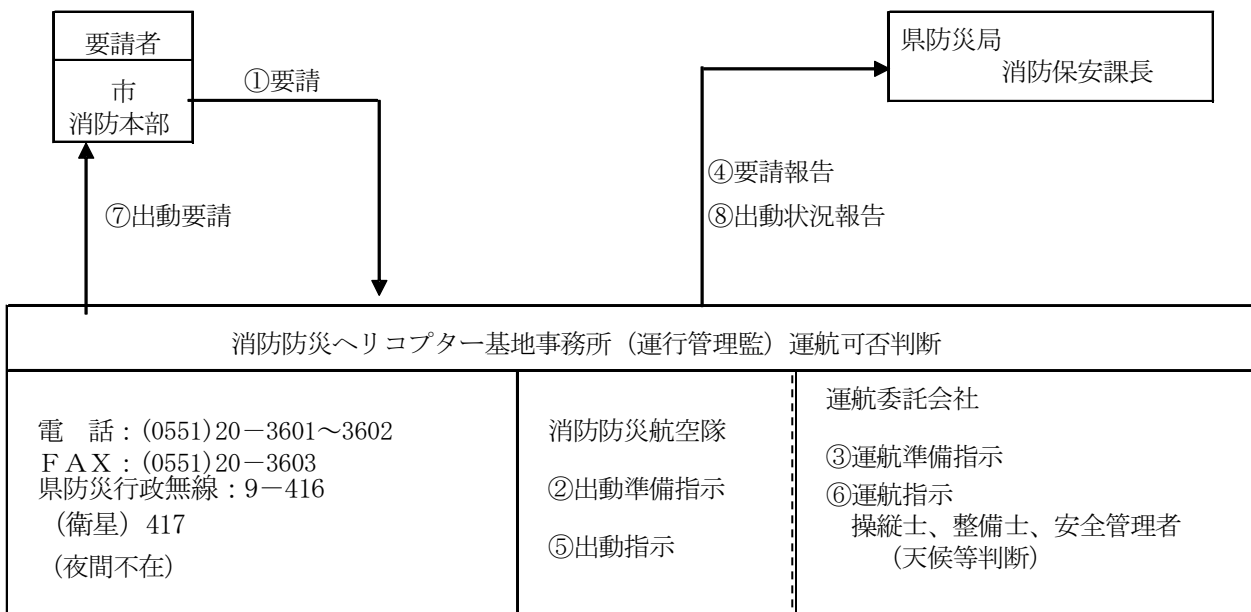 要請者
市
消防本部
①要請
県防災局
消防保安課長
④要請報告
⑦出動要請
⑧出動状況報告
消防防災ヘリコプター基地事務所（運行管理監）運航可否判断
電　話：(0551)20－3601～3602
ＦＡＸ：(0551)20－3603
県防災行政無線：9－416
（衛星）417
（夜間不在）
消防防災航空隊
②出動準備指示
⑤出動指示
運航委託会社
③運航準備指示
⑥運航指示
操縦士、整備士、安全管理者
（天候等判断）